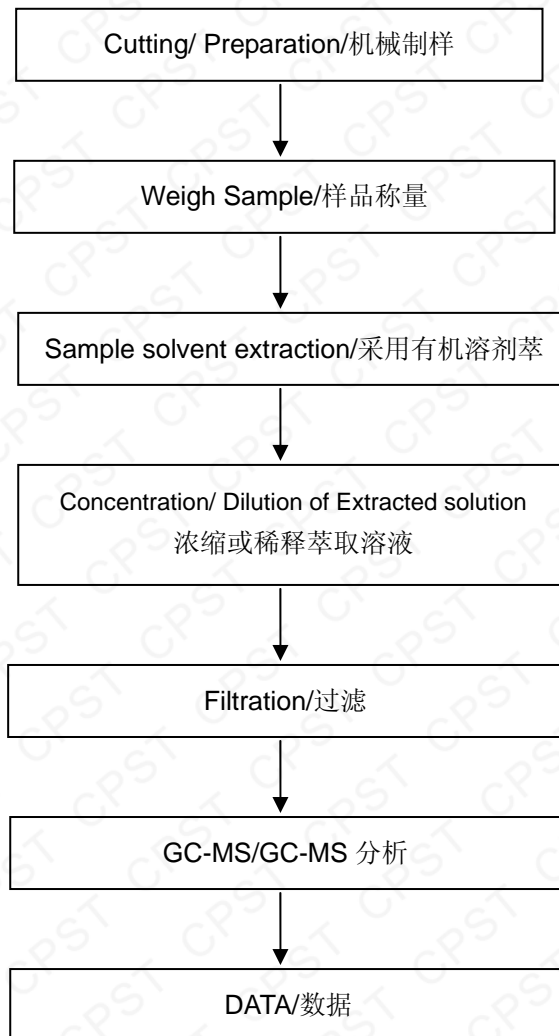 Cutting/ Preparation/机械制样
Weigh Sample/样品称量
Sample solvent extraction/采用有机溶剂萃
Concentration/ Dilution of Extracted solution
浓缩或稀释萃取溶液
Filtration/过滤
GC-MS/GC-MS 分析
DATA/数据
CPST